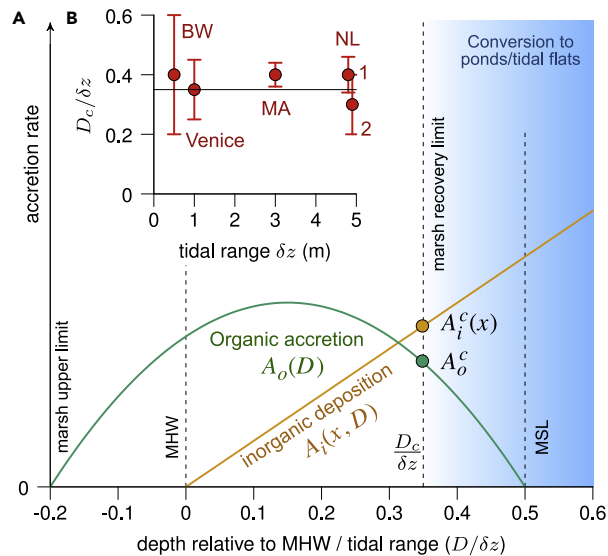 A
B
BW
NL
1
MA
2
Venice
0.6
0.4
0.2
0
D_c/δz
0 1 2 3 4 5
tidal range δz (m)
Conversion to
ponds/tidal flats
accretion rate
marsh upper limit
MHW
marsh recovery limit
MSL
Organic accretion
A_o(D)
inorganic deposition
A_i(x, D)
A_i^c(x)
A_o^c
D_c
δz
0
-0.2 -0.1 0 0.1 0.2 0.3 0.4 0.5 0.6
depth relative to MHW / tidal range (D/δz)